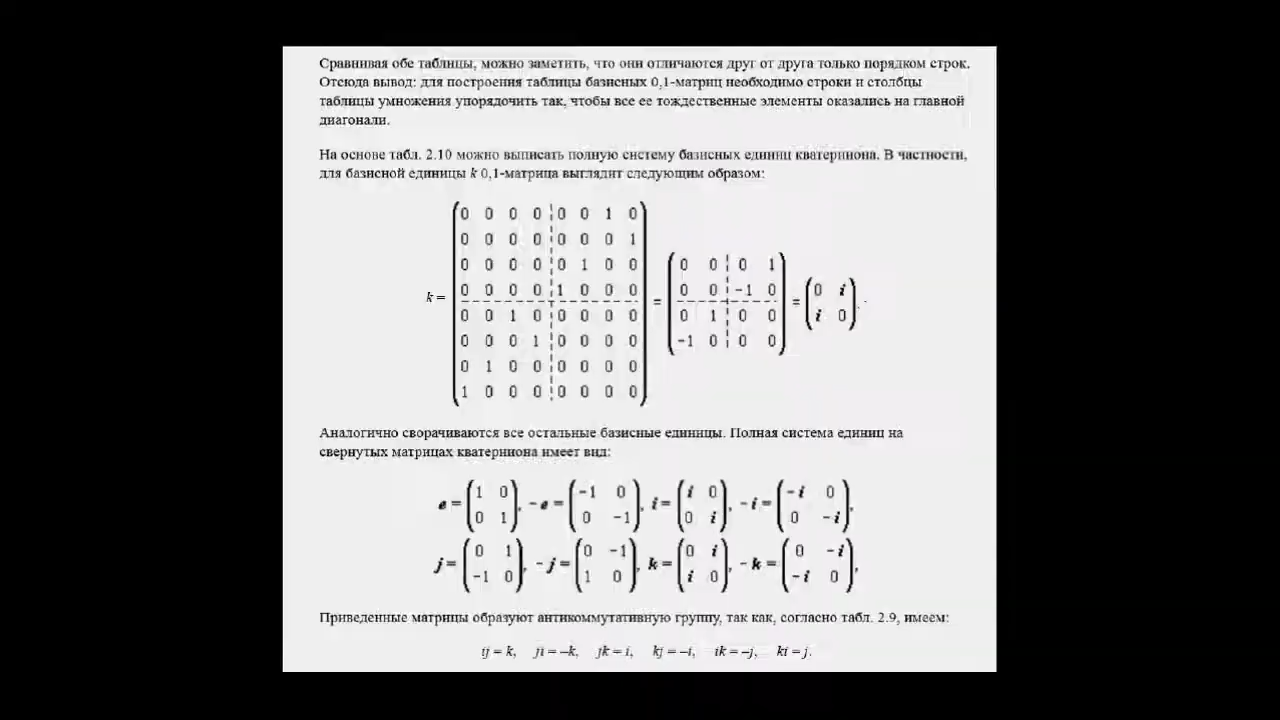 Сравнивая обе таблицы, можно заметить, что они отличаются друг от друга только порядком строк.
Отсюда вывод: для построения таблицы базисных 0,1-матриц необходимо строки и столбцы
таблицы умножения упорядочить так, чтобы все ее тождественные элементы оказались на главной
диагонали.
На основе табл. 2.10 можно выписать полную систему базисных единиц кватерниона. В частности,
для базисной единицы k 0,1-матрица выглядит следующим образом:
0 0 0 0 0 0 1 0
0 0 0 0 0 0 0 1
0 0 0 0 0 1 0 0
0 0 0 0 1 0 0 0
0 0 1 0 0 0 0 0
0 0 0 1 0 0 0 0
0 1 0 0 0 0 0 0
1 0 0 0 0 0 0 0
k = =
0 0 0 1
0 0 -1 0
0 1 0 0
-1 0 0 0
=
0 i
i 0
.
Аналогично сворачиваются все остальные базисные единицы. Полная система единиц на
свернутых матрицах кватерниона имеет вид:
e = (1 0 0 1), -e = (-1 0 0 -1), i = (i 0 0 i), -i = (-i 0 0 -i),
j = (0 1 -1 0), -j = (0 -1 1 0), k = (0 i i 0), -k = (0 -i -i 0),
Приведенные матрицы образуют антикоммутативную группу, так как, согласно табл. 2.9, имеем:
ij = k, ji = –k, jk = i, kj = –i, ik = –j, ki = j.